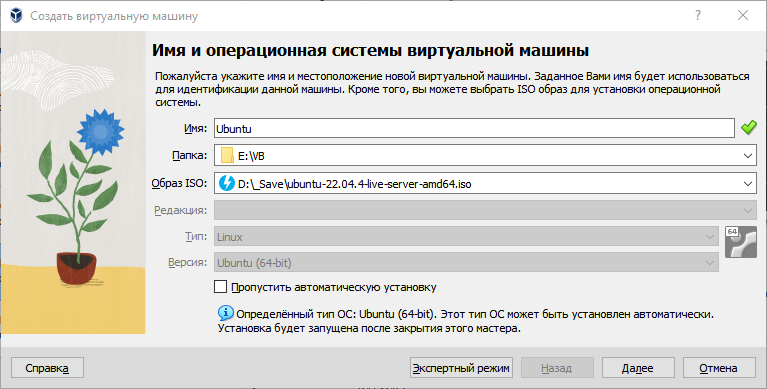 Создать виртуальную машину
Имя и операционная системы виртуальной машины
Пожалуйста укажите имя и местоположение новой виртуальной машины. Заданное Вами имя будет использоваться
для идентификации данной машины. Кроме того, вы можете выбрать ISO образ для установки операционной
системы.
Имя: Ubuntu
Папка: E:\VB
Образ ISO: D:\_Save\ubuntu-22.04.4-live-server-amd64.iso
Редакция:
Тип: Linux
64
Версия: Ubuntu (64-bit)
Пропустить автоматическую установку
Определённый тип ОС: Ubuntu (64-bit). Этот тип ОС может быть установлен автоматически.
Установка будет запущена после закрытия этого мастера.
Справка Экспертный режим Назад Далее Отмена